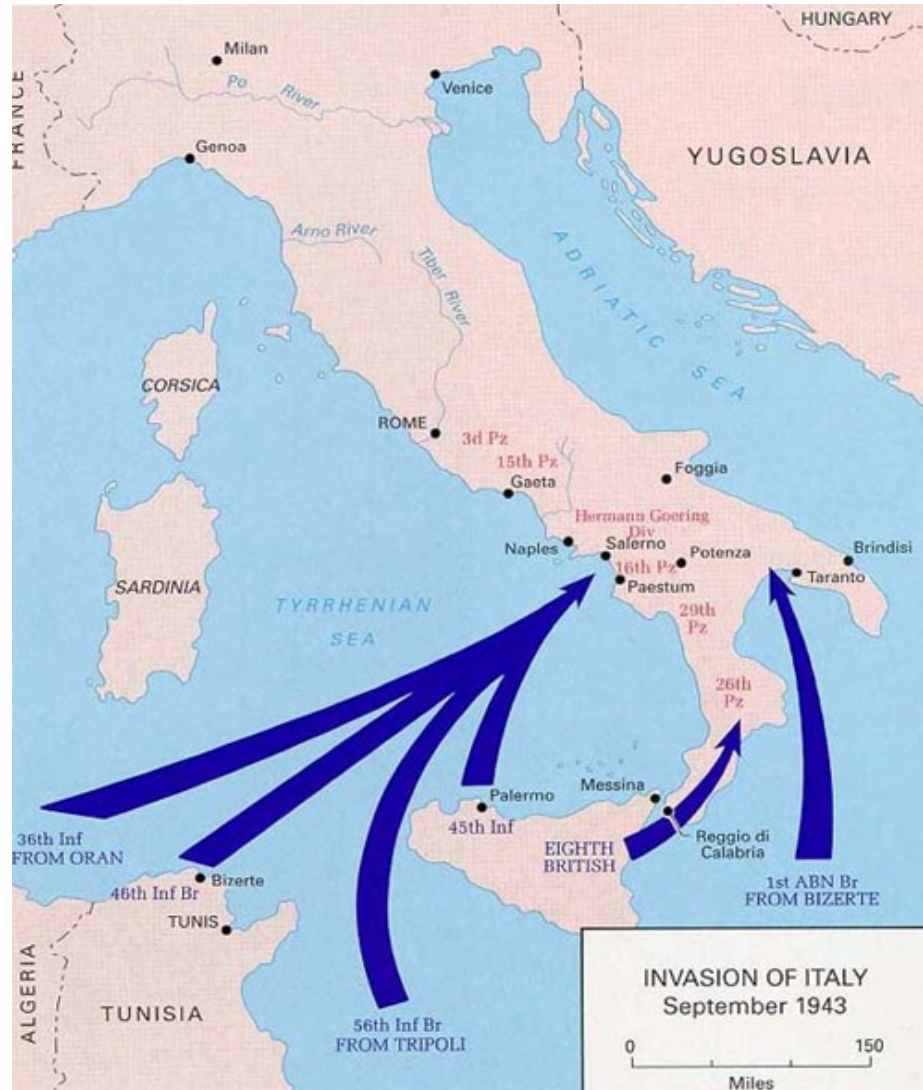 HUNGARY
Milan
Po River
Venice
FRANCE
Genoa
YUGOSLAVIA
Arno River
Tiber River
ADRIATIC SEA
CORSICA
ROME
3d Pz
15th Pz
Gaeta
Foggia
Hermann Goering
Div
Naples
Salerno
Potenza
Brindisi
16th Pz
Paestum
Taranto
SARDINIA
TYRRHENIAN
SEA
29th
Pz
26th
Pz
Messina
Palermo
45th Inf
36th Inf
FROM ORAN
EIGHTH
BRITISH
Reggio di
Calabria
46th Inf Br
Bizerte
1st ABN Br
FROM BIZERTE
TUNIS
ALGERIA
TUNISIA
56th Inf Br
FROM TRIPOLI
INVASION OF ITALY
September 1943
0 150
Miles